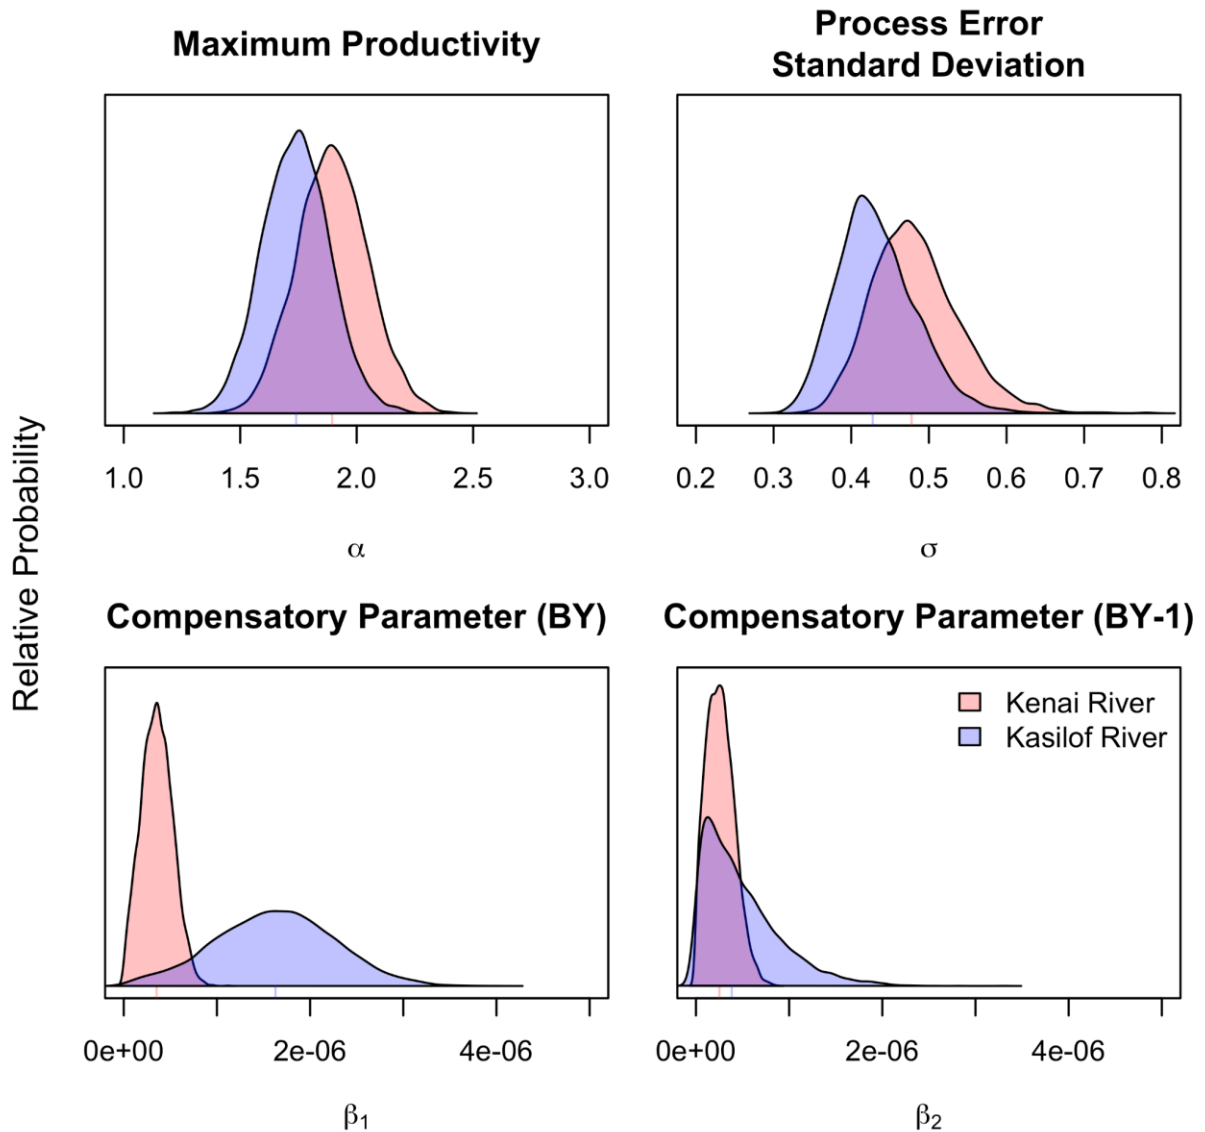 Maximum Productivity
Process Error
Standard Deviation
1.0 1.5 2.0 2.5 3.0
0.2 0.3 0.4 0.5 0.6 0.7 0.8
α
σ
Relative Probability
Compensatory Parameter (BY)
Compensatory Parameter (BY-1)
Kenai River
Kasilof River
0e+00 2e-06 4e-06
0e+00 2e-06 4e-06
β₁
β₂